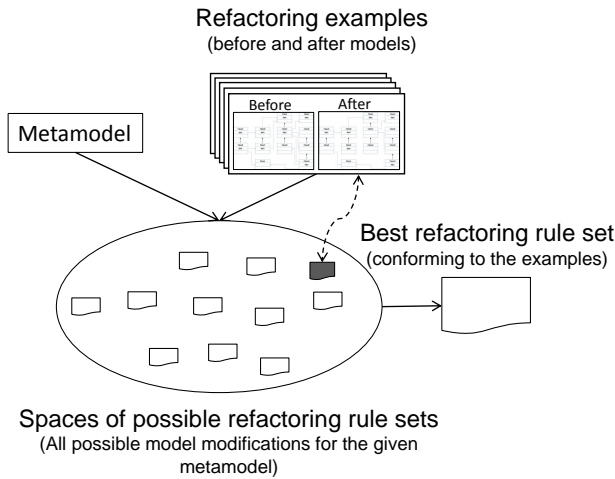 Refactoring examples
(before and after models)
Before
After
Metamodel
Best refactoring rule set
(conforming to the examples)
Spaces of possible refactoring rule sets
(All possible model modifications for the given
metamodel)